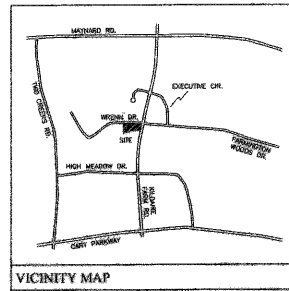 MAYNARD RD.
EXECUTIVE CIR.
TWO CREEKS RD.
WRENN DR.
SITE
FARMINGTON
WOODS DR.
HIGH MEADOW DR.
KILDAIRE
FARM RD.
CARY PARKWAY
VICINITY MAP